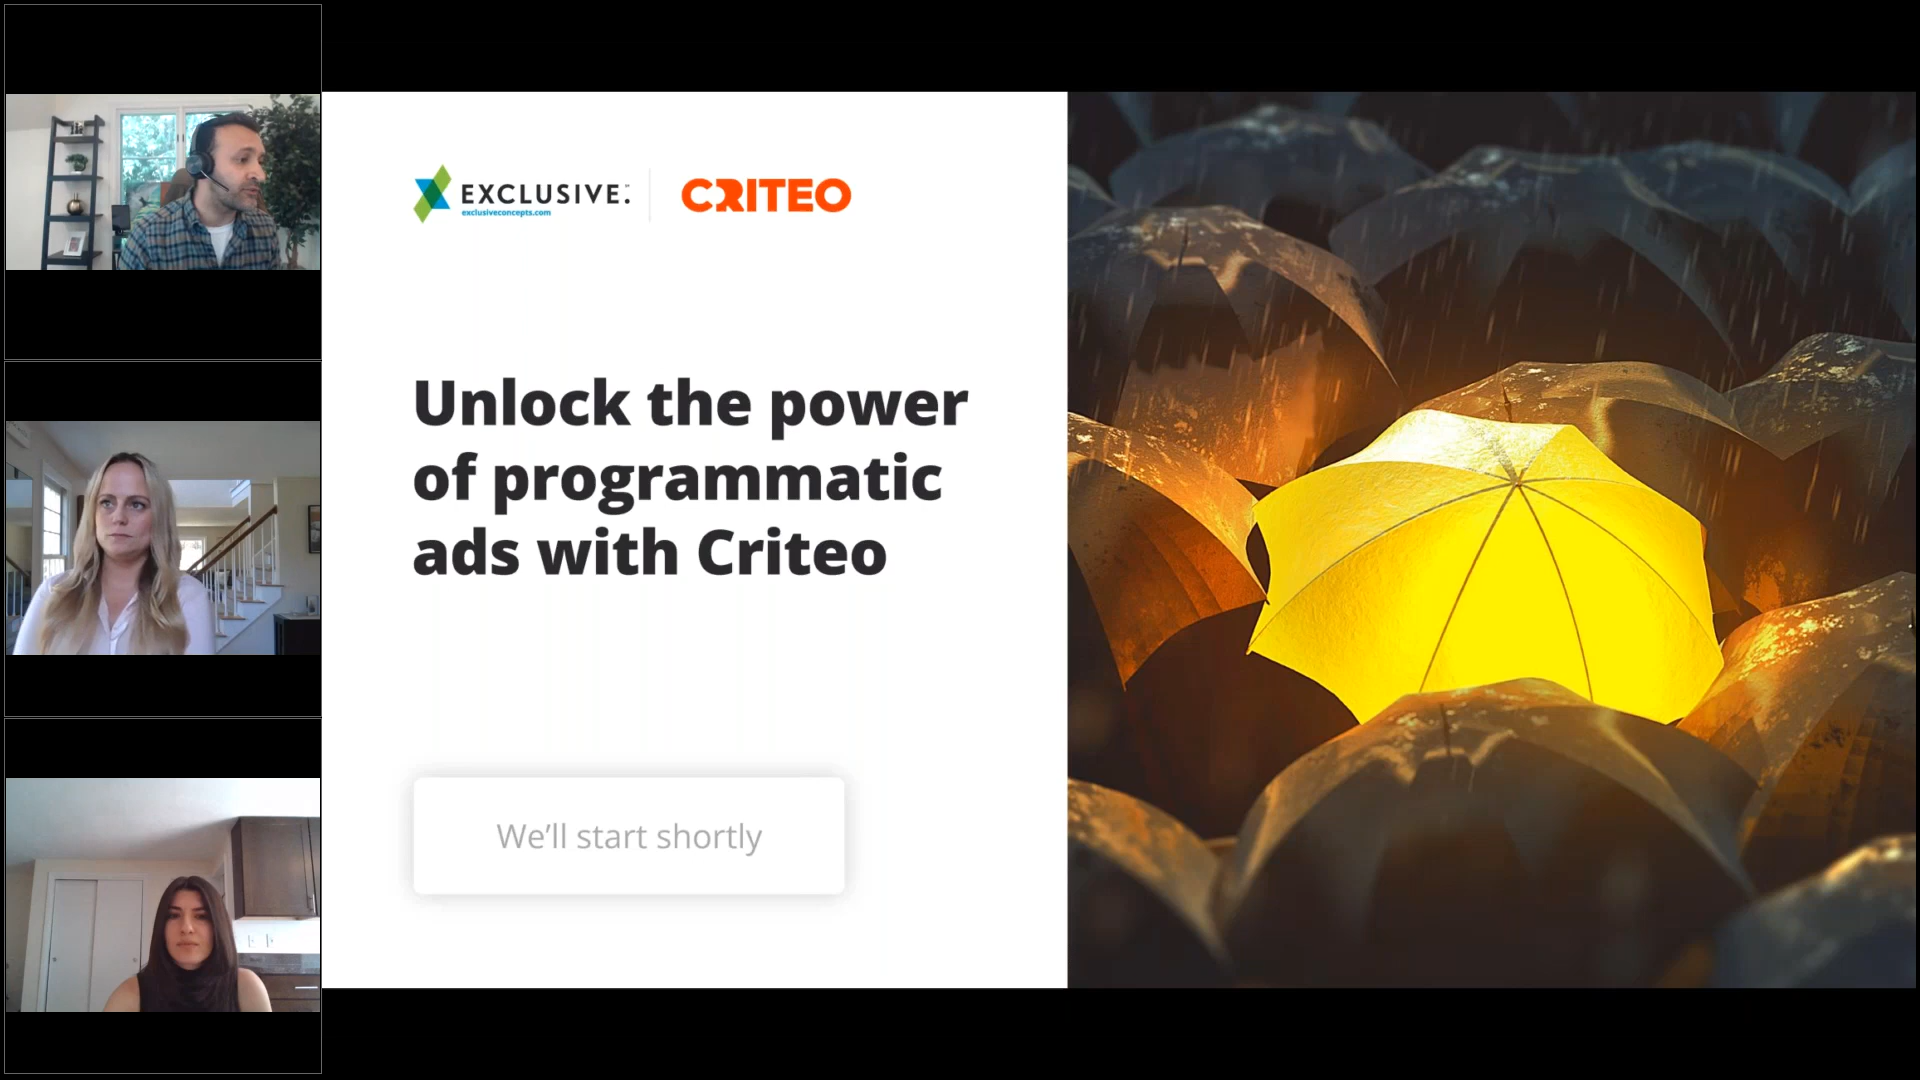 EXCLUSIVE:
exclusiveconcepts.com
CRITEO
Unlock the power
of programmatic
ads with Criteo
We’ll start shortly